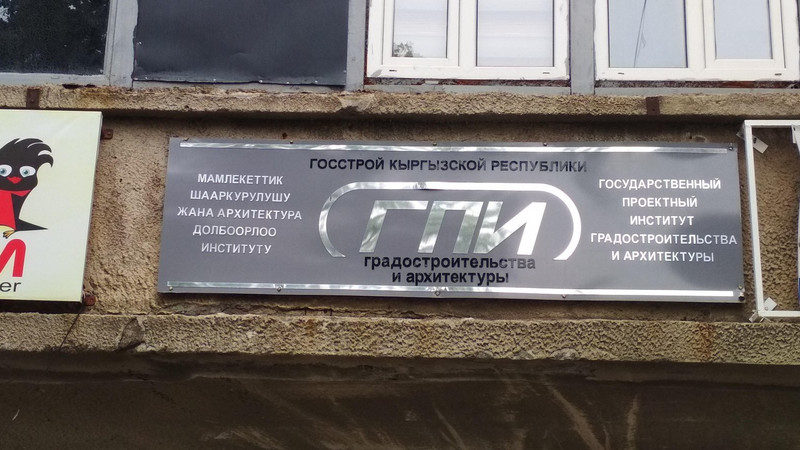 ГОССТРОЙ КЫРГЫЗСКОЙ РЕСПУБЛИКИ
МАМЛЕКЕТТИК
ШААРКУРУЛУШУ
ЖАНА АРХИТЕКТУРА
ДОЛБООРЛОО
ИНСТИТУТУ
ГПИ
градостроительства
и архитектуры
ГОСУДАРСТВЕННЫЙ
ПРОЕКТНЫЙ
ИНСТИТУТ
ГРАДОСТРОИТЕЛЬСТВА
И АРХИТЕКТУРЫ